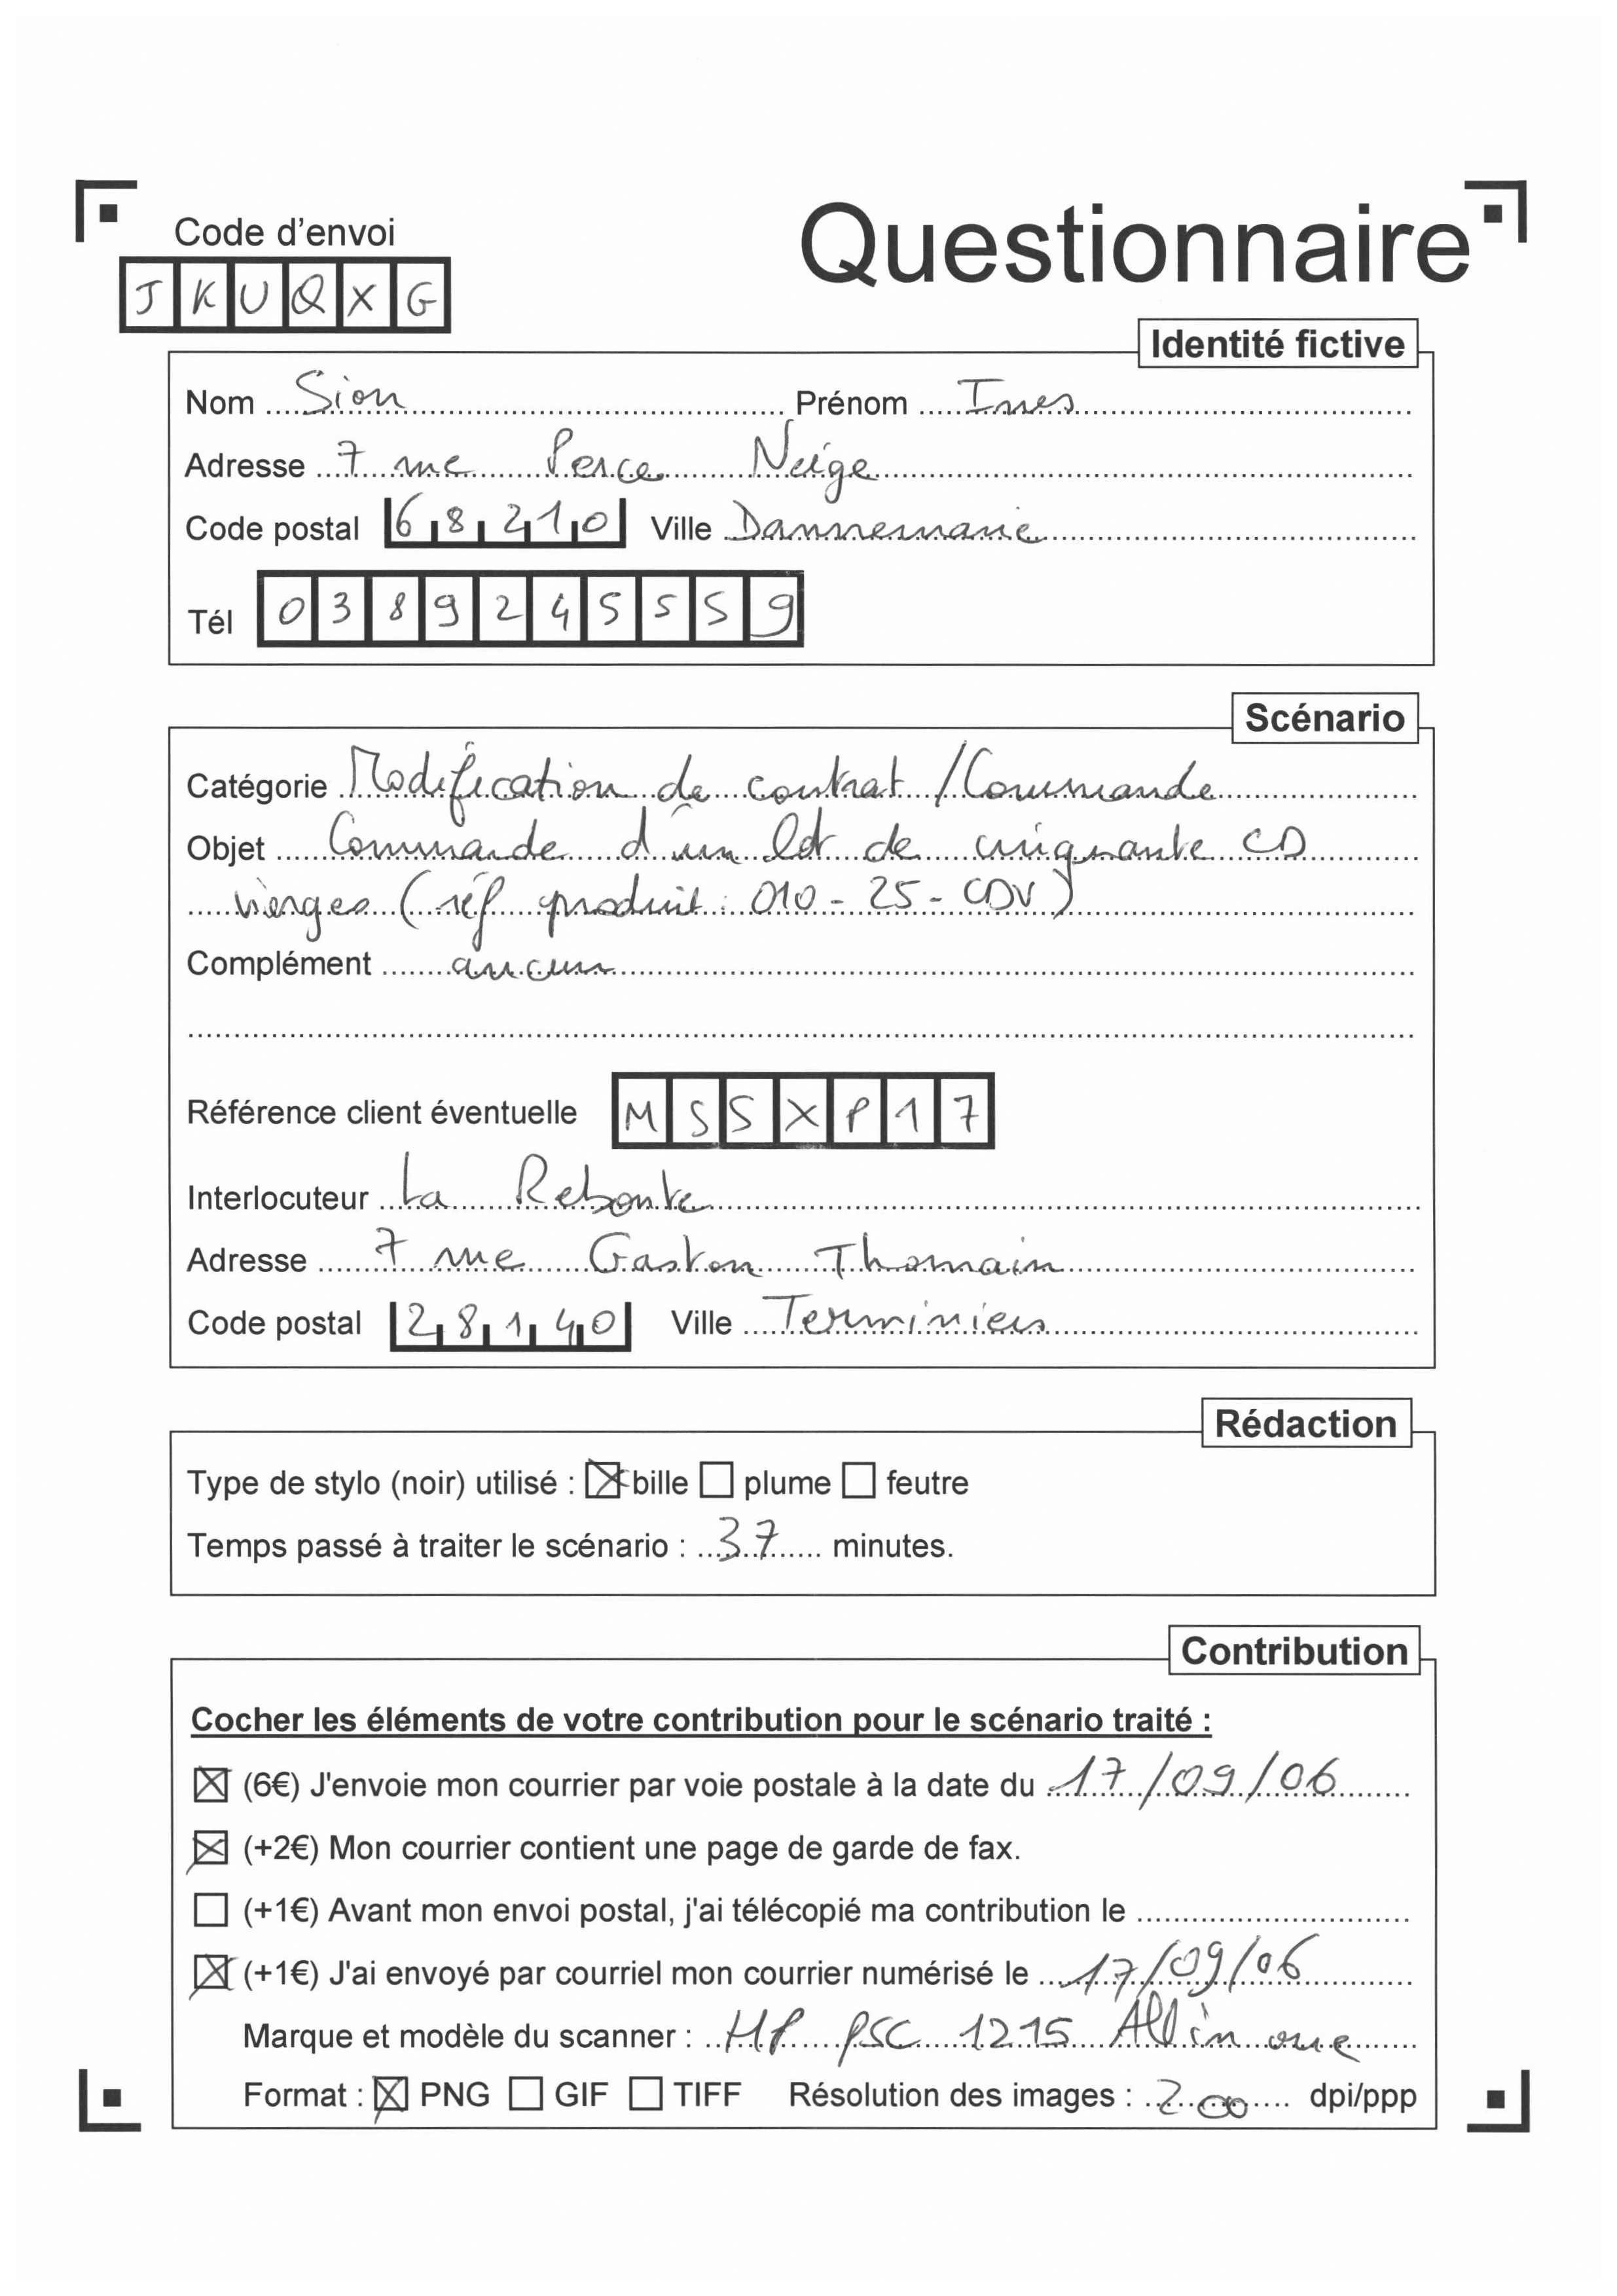 Code d'envoi
Questionnaire
J K U Q X G
Identité fictive
Nom Sion Prénom Ines
Adresse 7 rue Perce Neige
Code postal 68210 Ville Dannemarie
Tél 0389245559
Scénario
Catégorie Modification de contrat / Commande
Objet Commande d'un lot de cinquante CD
vierges (réf produit : 010-25-CDV)
Complément aucun
Référence client éventuelle M S S X P 1 7
Interlocuteur La Reboute
Adresse 7 rue Gaston Thomain
Code postal 28140 Ville Terminiers
Rédaction
Type de stylo (noir) utilisé : ☒ bille ☐ plume ☐ feutre
Temps passé à traiter le scénario : 37 minutes.
Contribution
Cocher les éléments de votre contribution pour le scénario traité :
☒ (6€) J'envoie mon courrier par voie postale à la date du 17/09/06
☒ (+2€) Mon courrier contient une page de garde de fax.
☐ (+1€) Avant mon envoi postal, j'ai télécopié ma contribution le
☒ (+1€) J'ai envoyé par courriel mon courrier numérisé le 17/09/06
Marque et modèle du scanner : HP PSC 1215 All in one
Format : ☒ PNG ☐ GIF ☐ TIFF Résolution des images : 200 dpi/ppp